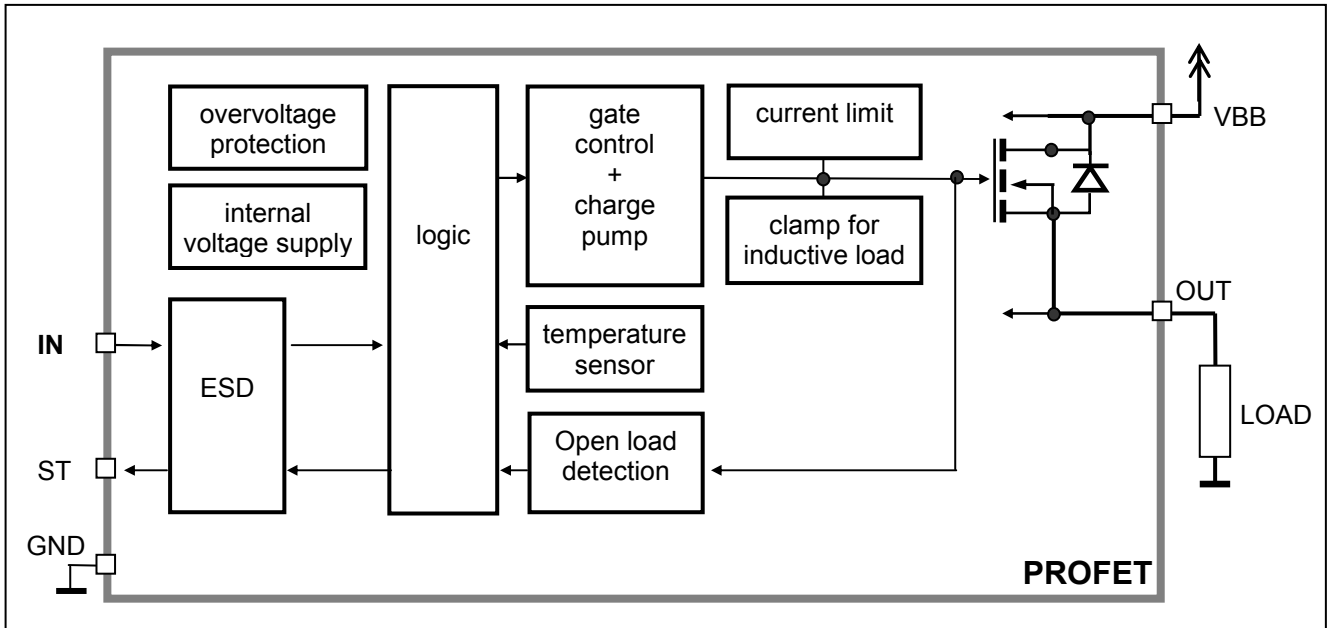 overvoltage
protection
internal
voltage supply
logic
gate
control
+
charge
pump
current limit
clamp for
inductive load
VBB
OUT
LOAD
IN
ESD
temperature
sensor
ST
Open load
detection
GND
PROFET